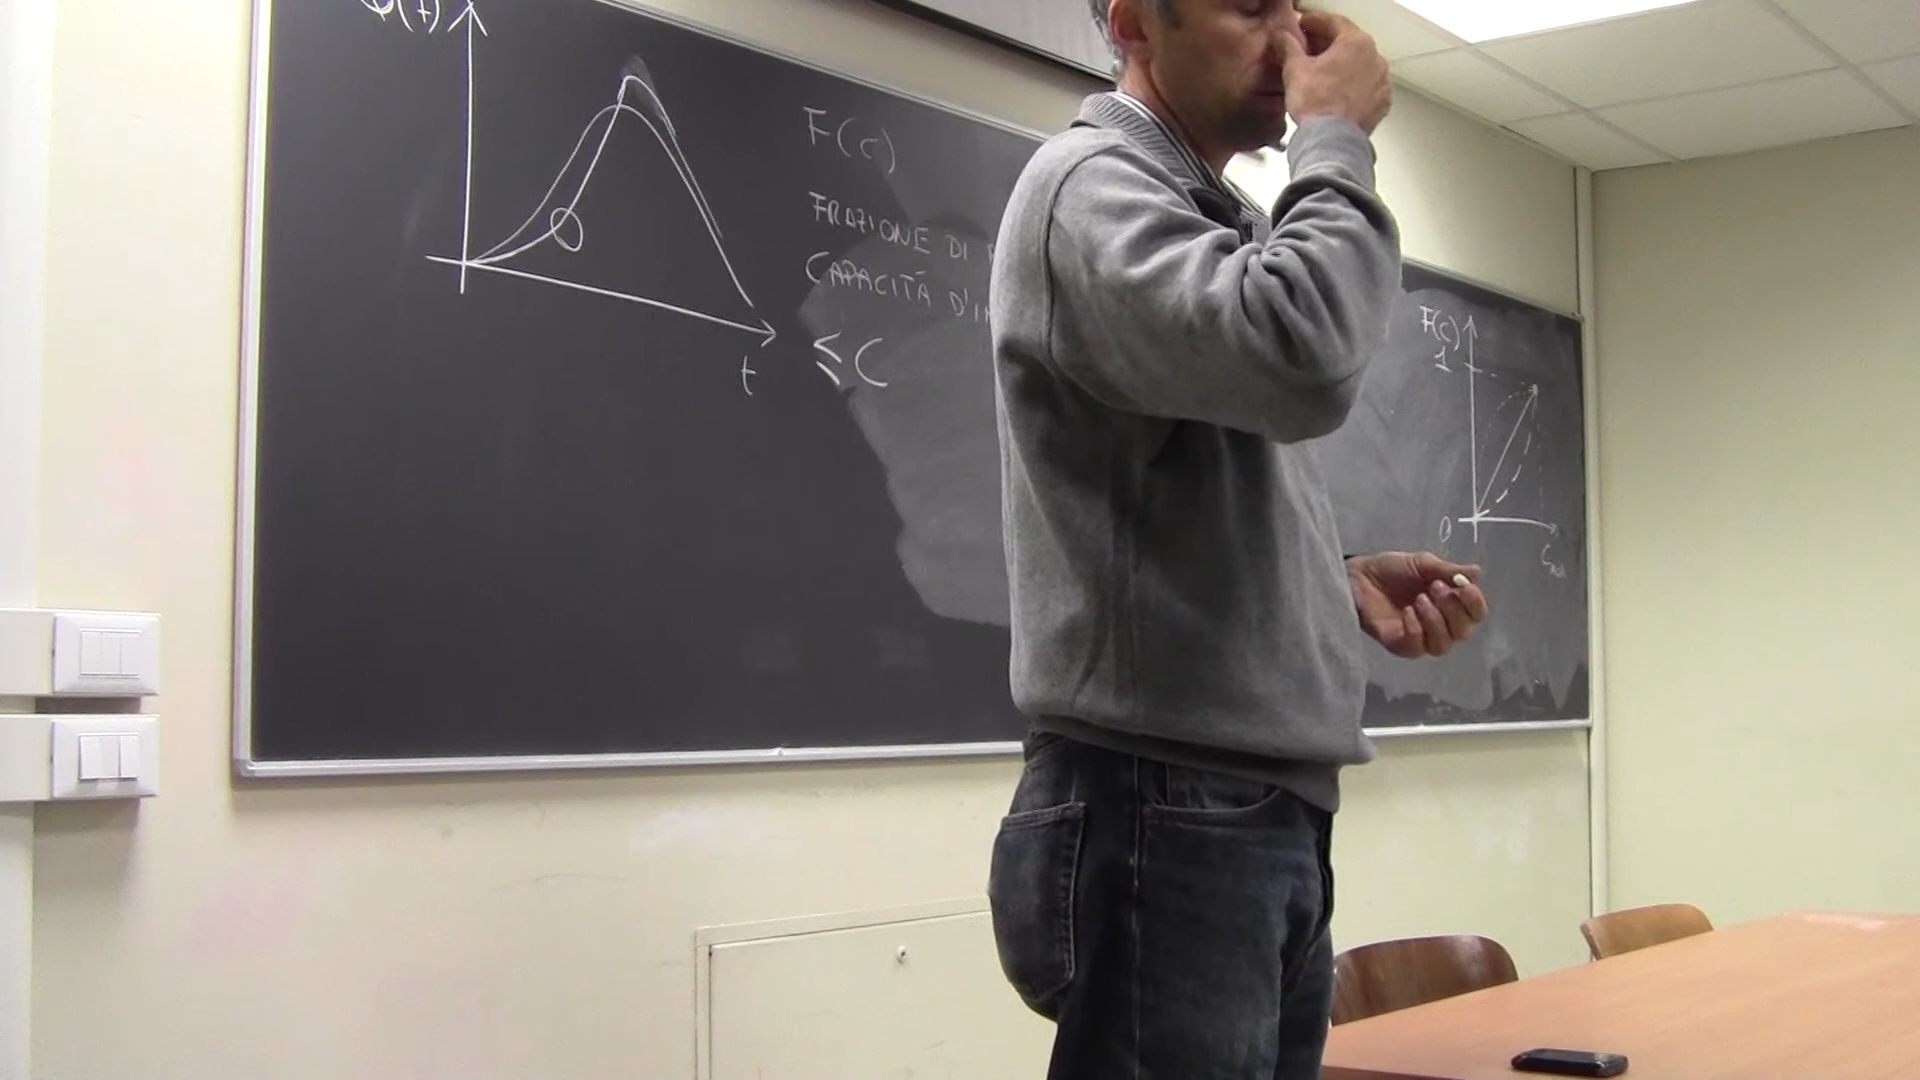 (t)
t
F(c)
FRAZIONE DI
CAPACITÀ D'I
≤ C
F(c)
1
0
C